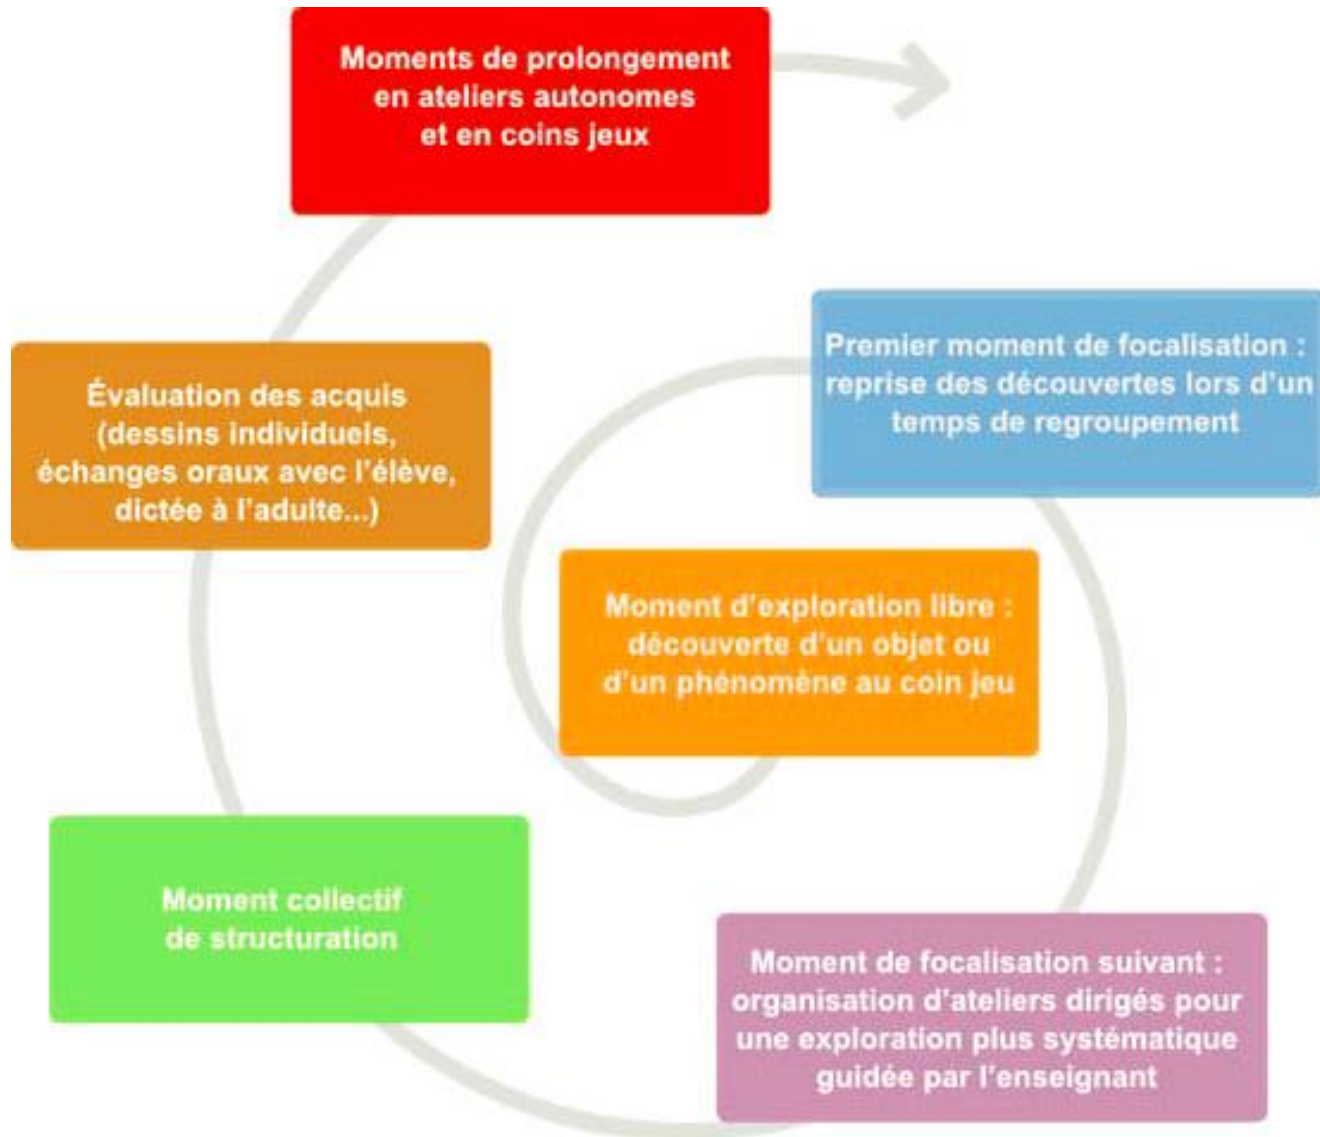 Moments de prolongement
en ateliers autonomes
et en coins jeux
Premier moment de focalisation :
reprise des découvertes lors d'un
temps de regroupement
Évaluation des acquis
(dessins individuels,
échanges oraux avec l'élève,
dictée à l'adulte...)
Moment d'exploration libre :
découverte d'un objet ou
d'un phénomène au coin jeu
Moment collectif
de structuration
Moment de focalisation suivant :
organisation d'ateliers dirigés pour
une exploration plus systématique
guidée par l'enseignant